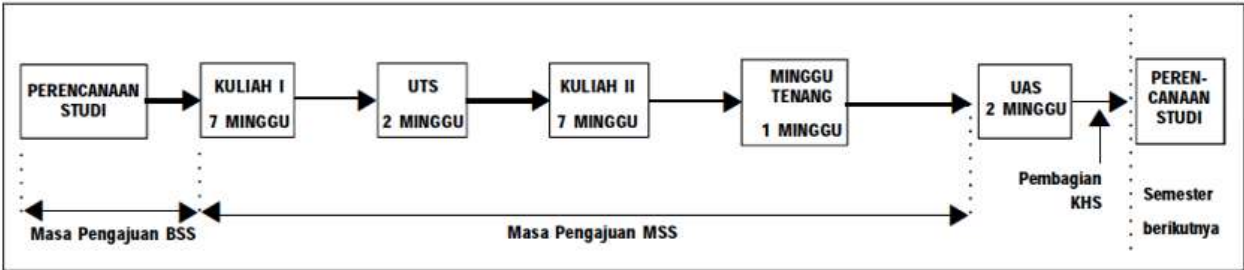 PERENCANAAN
STUDI
KULIAH I
7 MINGGU
UTS
2 MINGGU
KULIAH II
7 MINGGU
MINGGU
TENANG
1 MINGGU
UAS
2 MINGGU
PEREN-
CANAAN
STUDI
Pembagian
KHS
Semester
berikutnya
Masa Pengajuan BSS
Masa Pengajuan MSS